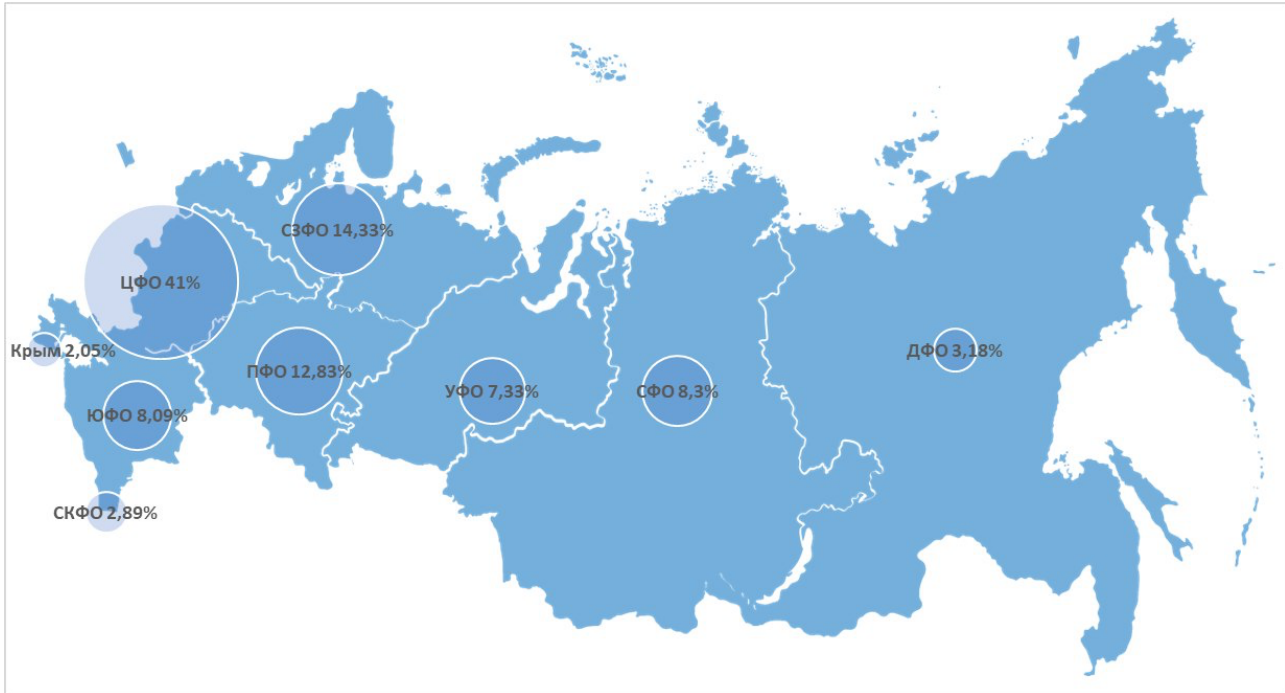 СЗФО 14,33%
ЦФО 41%
Крым 2,05%
ПФО 12,83%
УФО 7,33%
СФО 8,3%
ДФО 3,18%
ЮФО 8,09%
СКФО 2,89%